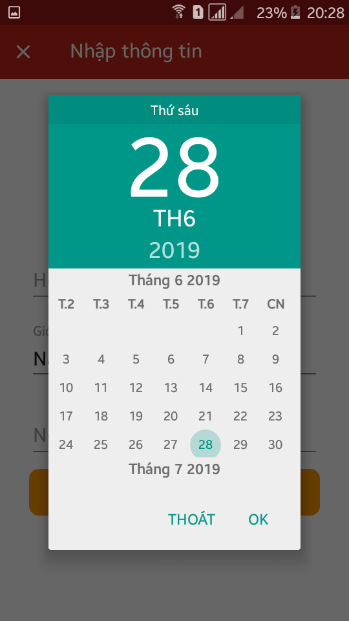 1 23% 20:28
Nhập thông tin
Thứ sáu
28
TH6
2019
Tháng 6 2019
T.2 T.3 T.4 T.5 T.6 T.7 CN
1 2
3 4 5 6 7 8 9
10 11 12 13 14 15 16
17 18 19 20 21 22 23
24 25 26 27 28 29 30
Tháng 7 2019
THOÁT OK